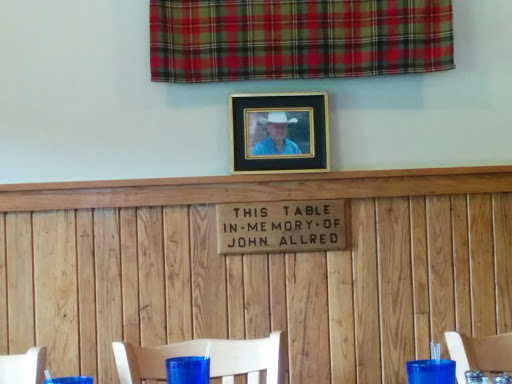 THIS TABLE
IN·MEMORY·OF
JOHN ALLRED